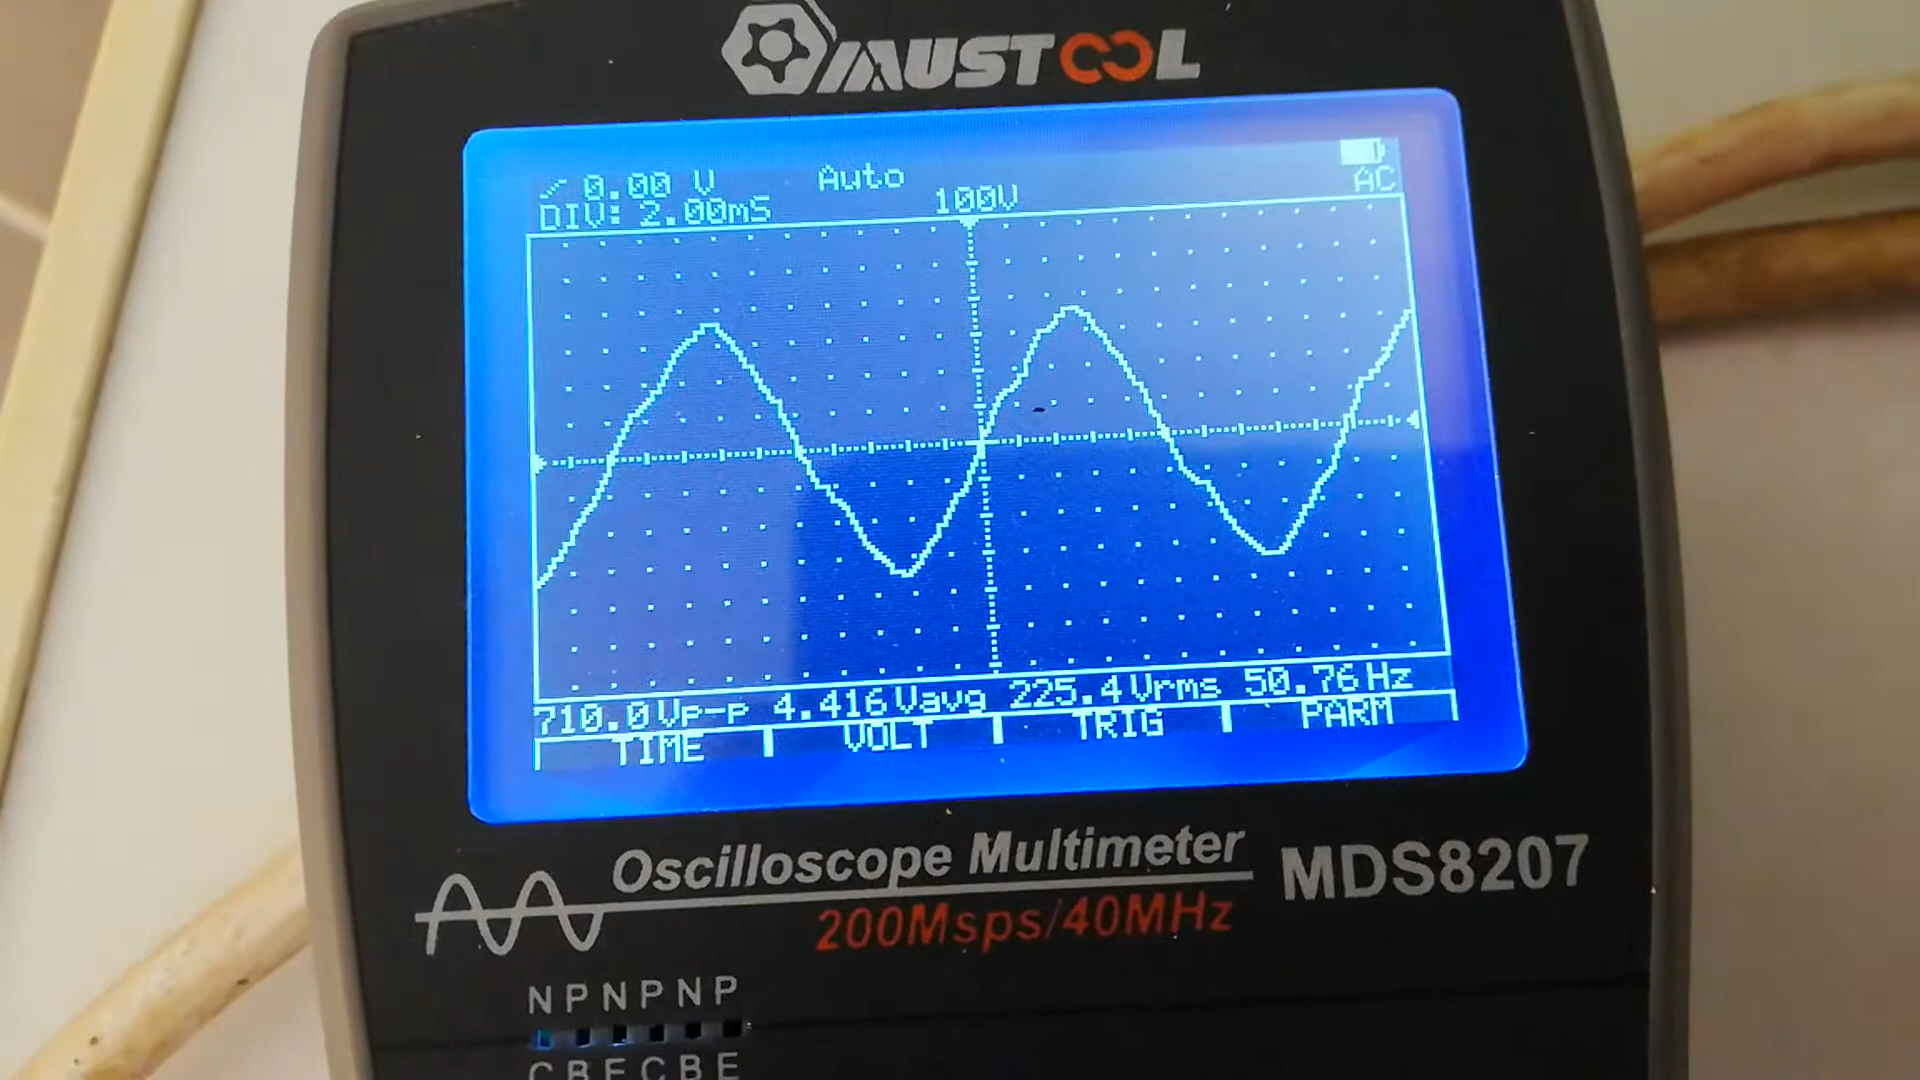 MUSTOOL
0.00 V Auto
AC
DIV: 2.00mS 100V
710.0Vp-p 4.416Vavg 225.4Vrms 50.76Hz
TIME VOLT TRIG PARM
Oscilloscope Multimeter MDS8207
200Msps/40MHz
NPNPNP
CBECBE